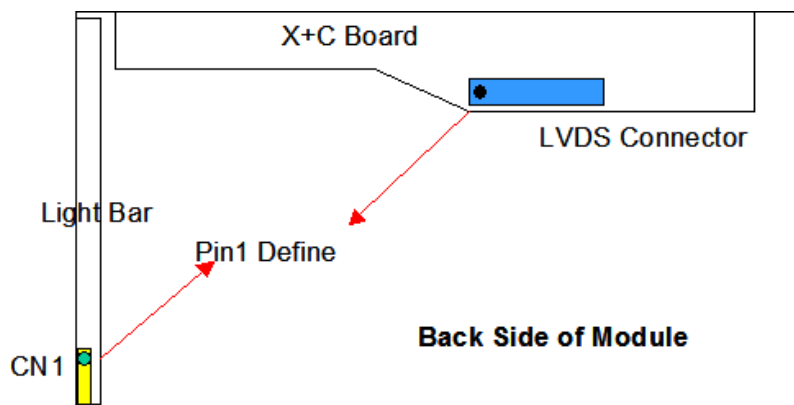 X+C Board
LVDS Connector
Light Bar
Pin1 Define
Back Side of Module
CN1